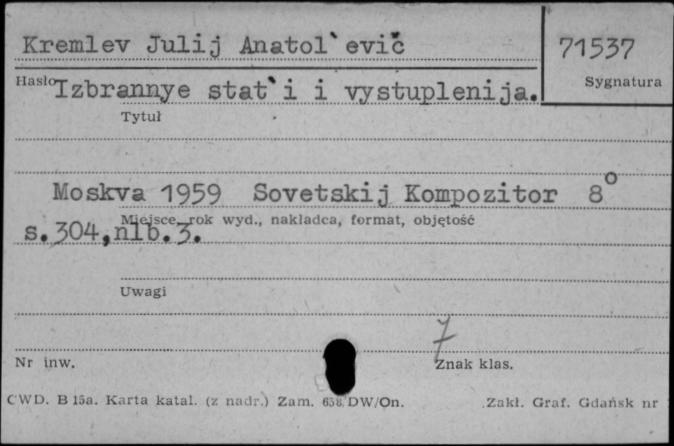 Kremlev Julij Anatol`evič 71537
Hasło Izbrannye stat`i i vystuplenija. Sygnatura
Tytuł
Moskva 1959 Sovetskij Kompozitor 8°
Miejsce, rok wyd., nakładca, format, objętość
s.304,nlb.3.
Uwagi
7
Nr inw. Znak klas.
CWD. B 15a. Karta katal. (z nadr.) Zam. 658/DW/On. Zakł. Graf. Gdańsk nr